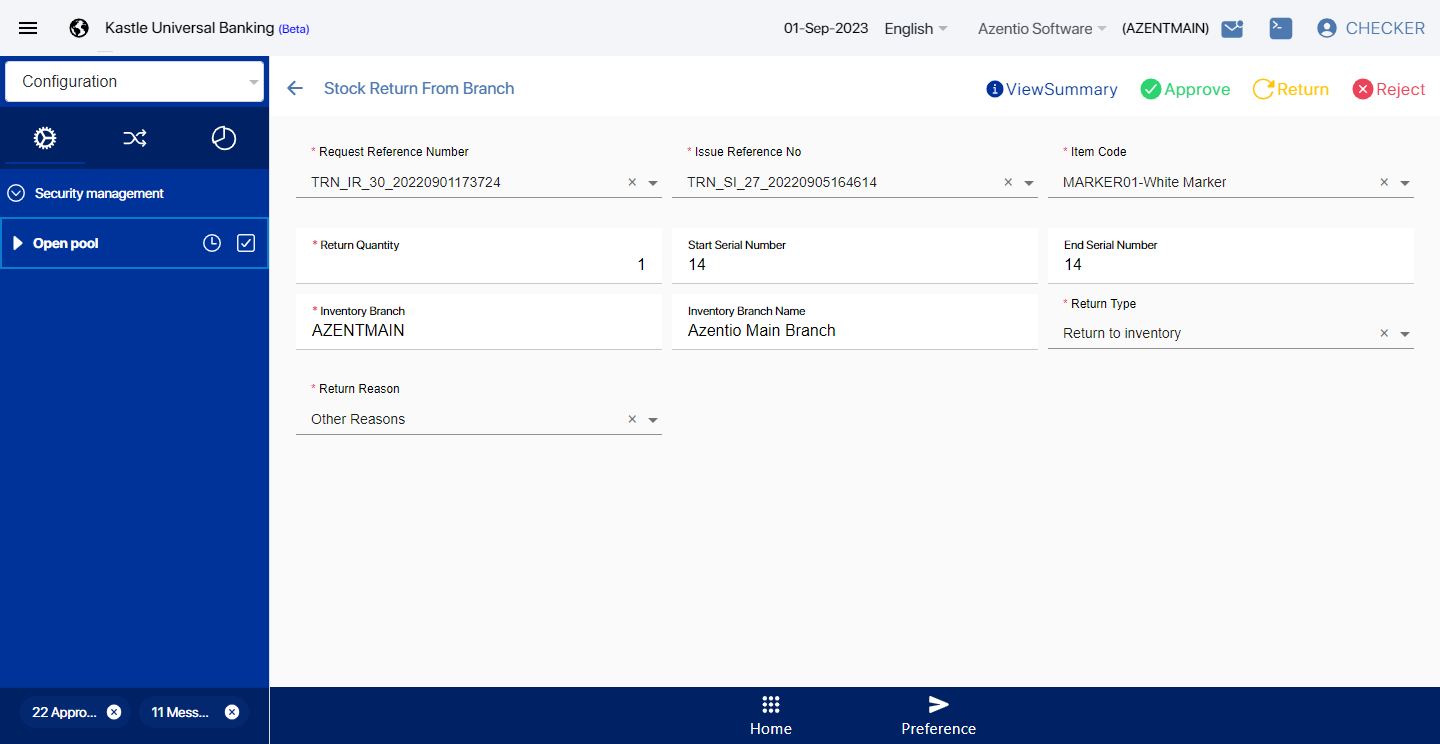 Kastle Universal Banking (Beta)
01-Sep-2023
English
Azentio Software
(AZENTMAIN)
CHECKER
Configuration
Security management
Open pool
Stock Return From Branch
ViewSummary
Approve
Return
Reject
* Request Reference Number
TRN_IR_30_20220901173724
* Issue Reference No
TRN_SI_27_20220905164614
* Item Code
MARKER01-White Marker
* Return Quantity
1
Start Serial Number
14
End Serial Number
14
* Inventory Branch
AZENTMAIN
Inventory Branch Name
Azentio Main Branch
* Return Type
Return to inventory
* Return Reason
Other Reasons
22 Appro...
11 Mess...
Home
Preference